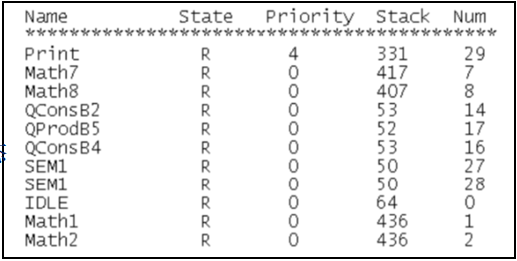 Name State Priority Stack Num
************************************************
Print R 4 331 29
Math7 R 0 417 7
Math8 R 0 407 8
QConsB2 R 0 53 14
QProdB5 R 0 52 17
QConsB4 R 0 53 16
SEM1 R 0 50 27
SEM1 R 0 50 28
IDLE R 0 64 0
Math1 R 0 436 1
Math2 R 0 436 2